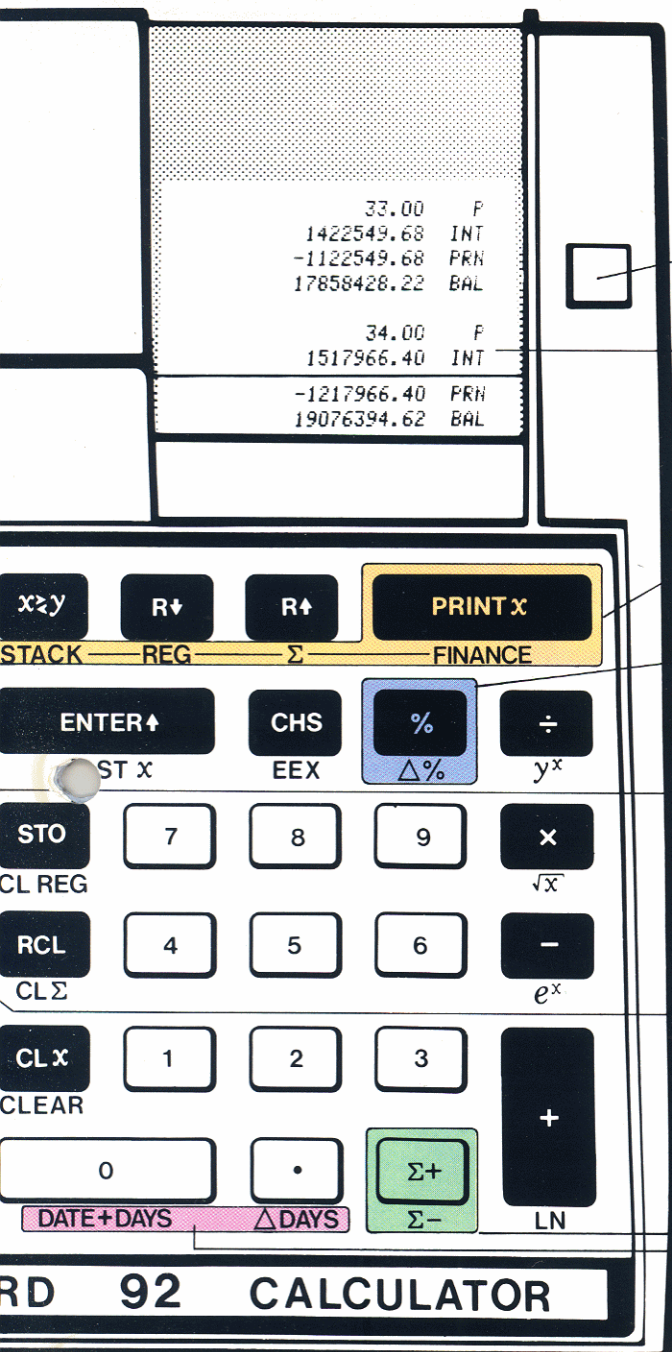 33.00 P
1422549.68 INT
-1122549.68 PRN
17858428.22 BAL
34.00 P
1517966.40 INT
-1217966.40 PRN
19076394.62 BAL
x≷y R↓ R↑ PRINT x
STACK REG Σ FINANCE
ENTER↑ CHS % ÷
ST x EEX Δ% yˣ
STO 7 8 9 ×
CL REG √x
RCL 4 5 6 −
CL Σ eˣ
CL x 1 2 3 +
CLEAR
0 • Σ+
DATE+DAYS ΔDAYS Σ− LN
RD 92 CALCULATOR